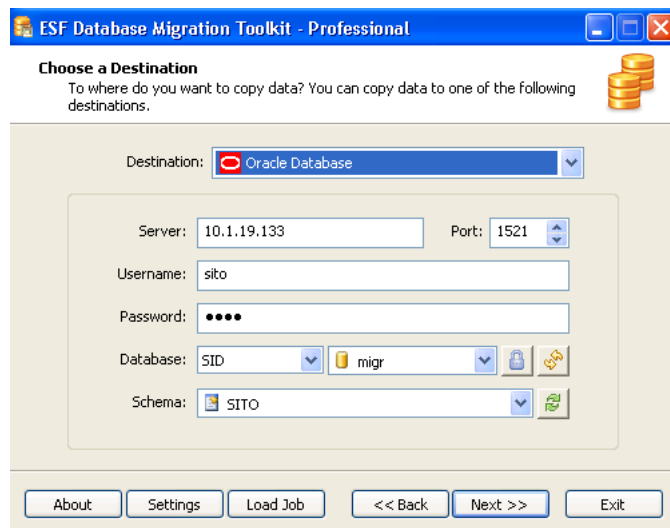 ESF Database Migration Toolkit - Professional
Choose a Destination
To where do you want to copy data? You can copy data to one of the following
destinations.
Destination: Oracle Database
Server: 10.1.19.133 Port: 1521
Username: sito
Password: ••••
Database: SID migr
Schema: SITO
About Settings Load Job << Back Next >> Exit